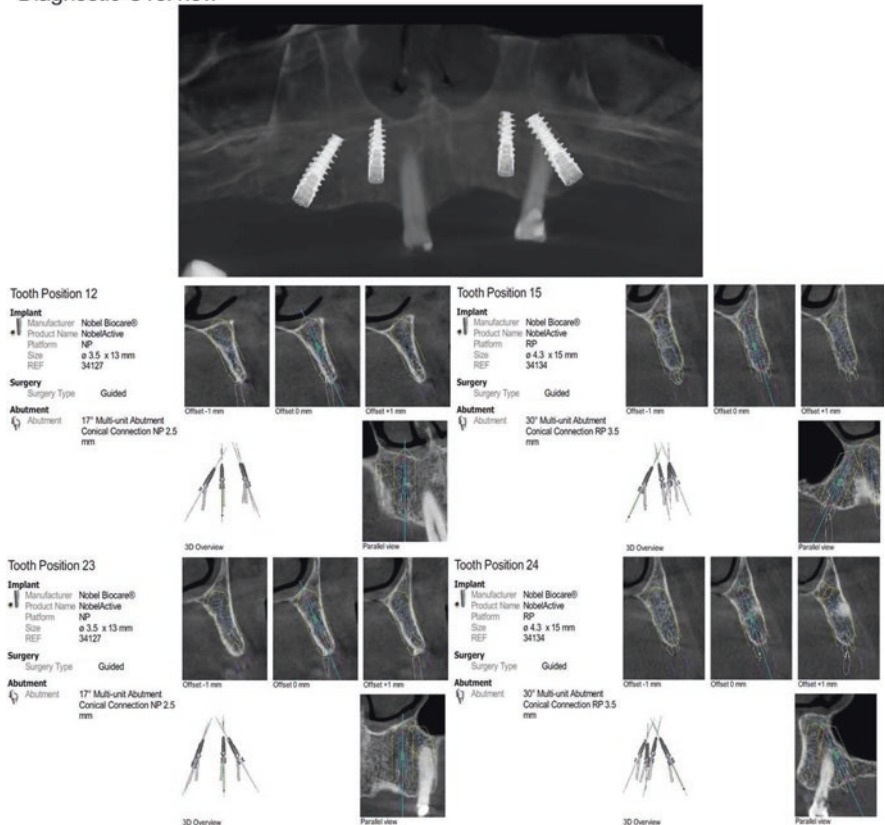 Tooth Position 12
Implant
Manufacturer Nobel Biocare®
Product Name NobelActive
Platform NP
Size ø 3.5 x 13 mm
REF 34127
Surgery
Surgery Type Guided
Abutment
Abutment 17° Multi-unit Abutment
Conical Connection NP 2.5
mm
Offset -1 mm
Offset 0 mm
Offset +1 mm
3D Overview
Parallel view
Tooth Position 15
Implant
Manufacturer Nobel Biocare®
Product Name NobelActive
Platform RP
Size ø 4.3 x 15 mm
REF 34134
Surgery
Surgery Type Guided
Abutment
Abutment 30° Multi-unit Abutment
Conical Connection RP 3.5
mm
Offset -1 mm
Offset 0 mm
Offset +1 mm
3D Overview
Parallel view
Tooth Position 23
Implant
Manufacturer Nobel Biocare®
Product Name NobelActive
Platform NP
Size ø 3.5 x 13 mm
REF 34127
Surgery
Surgery Type Guided
Abutment
Abutment 17° Multi-unit Abutment
Conical Connection NP 2.5
mm
Offset -1 mm
Offset 0 mm
Offset +1 mm
3D Overview
Parallel view
Tooth Position 24
Implant
Manufacturer Nobel Biocare®
Product Name NobelActive
Platform RP
Size ø 4.3 x 15 mm
REF 34134
Surgery
Surgery Type Guided
Abutment
Abutment 30° Multi-unit Abutment
Conical Connection RP 3.5
mm
Offset -1 mm
Offset 0 mm
Offset +1 mm
3D Overview
Parallel view